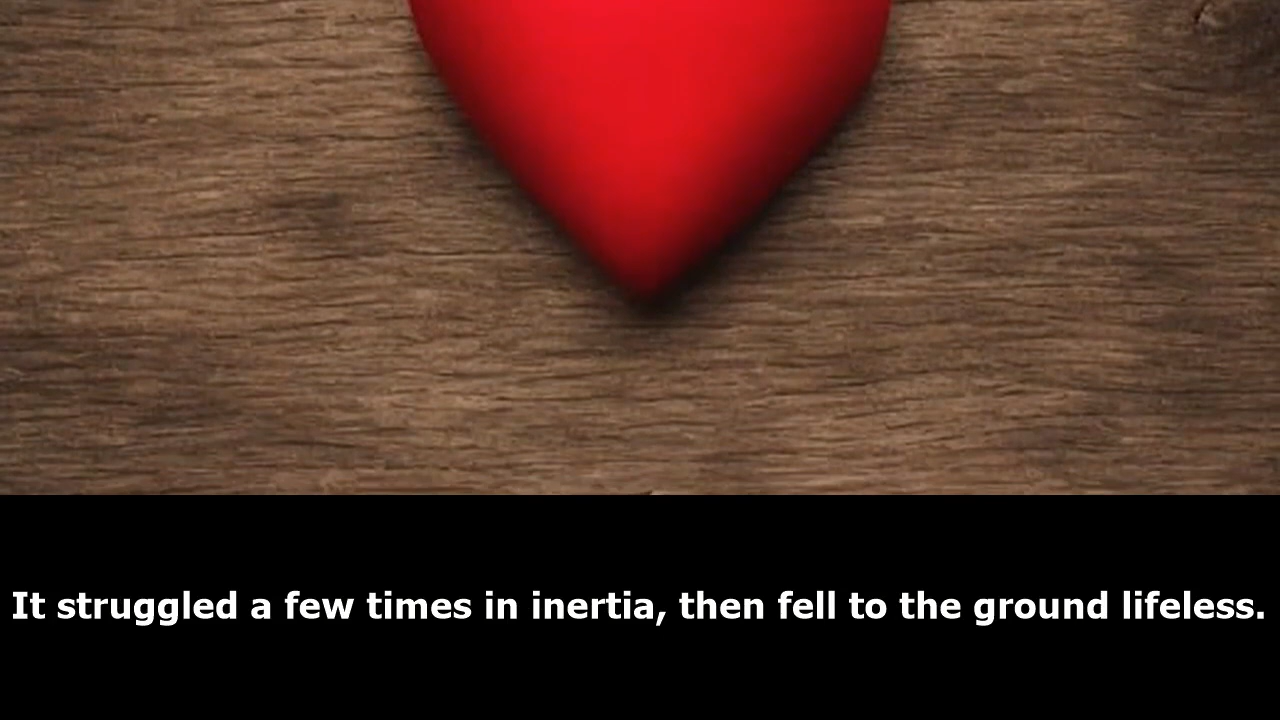 It struggled a few times in inertia, then fell to the ground lifeless.